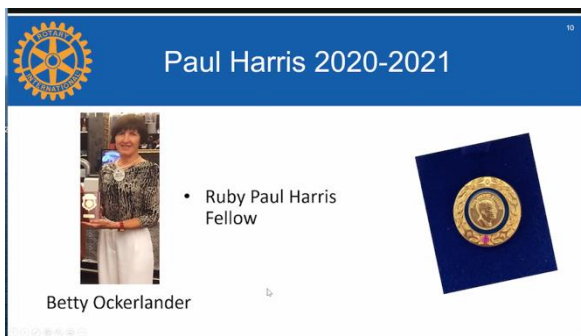 ROTARY
INTERNATIONAL
Paul Harris 2020-2021
10
• Ruby Paul Harris
Fellow
Betty Ockerlander